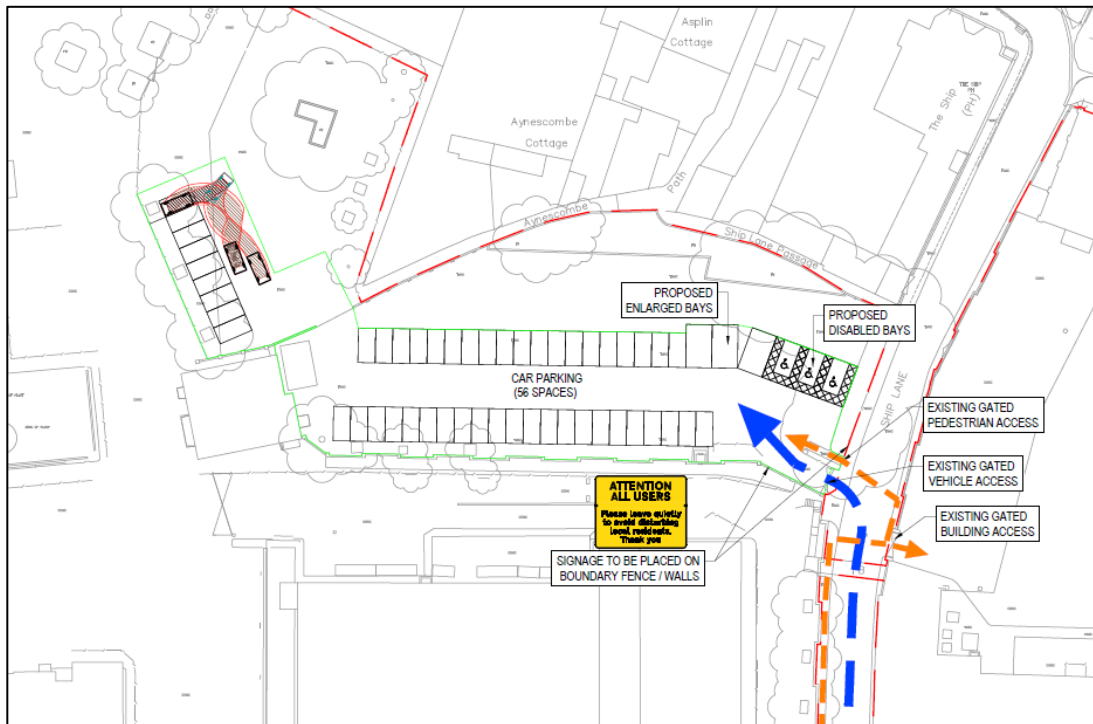 Asplin
Cottage
THE SHIP
PH
The Ship
(PH)
Aynescombe
Cottage
Path
Aynescombe
Ship Lane Passage
PROPOSED
ENLARGED BAYS
PROPOSED
DISABLED BAYS
CAR PARKING
(56 SPACES)
SHIP LANE
EXISTING GATED
PEDESTRIAN ACCESS
EXISTING GATED
VEHICLE ACCESS
EXISTING GATED
BUILDING ACCESS
ATTENTION
ALL USERS
Please leave quietly
to avoid disturbing
local residents.
Thank you
SIGNAGE TO BE PLACED ON
BOUNDARY FENCE / WALLS